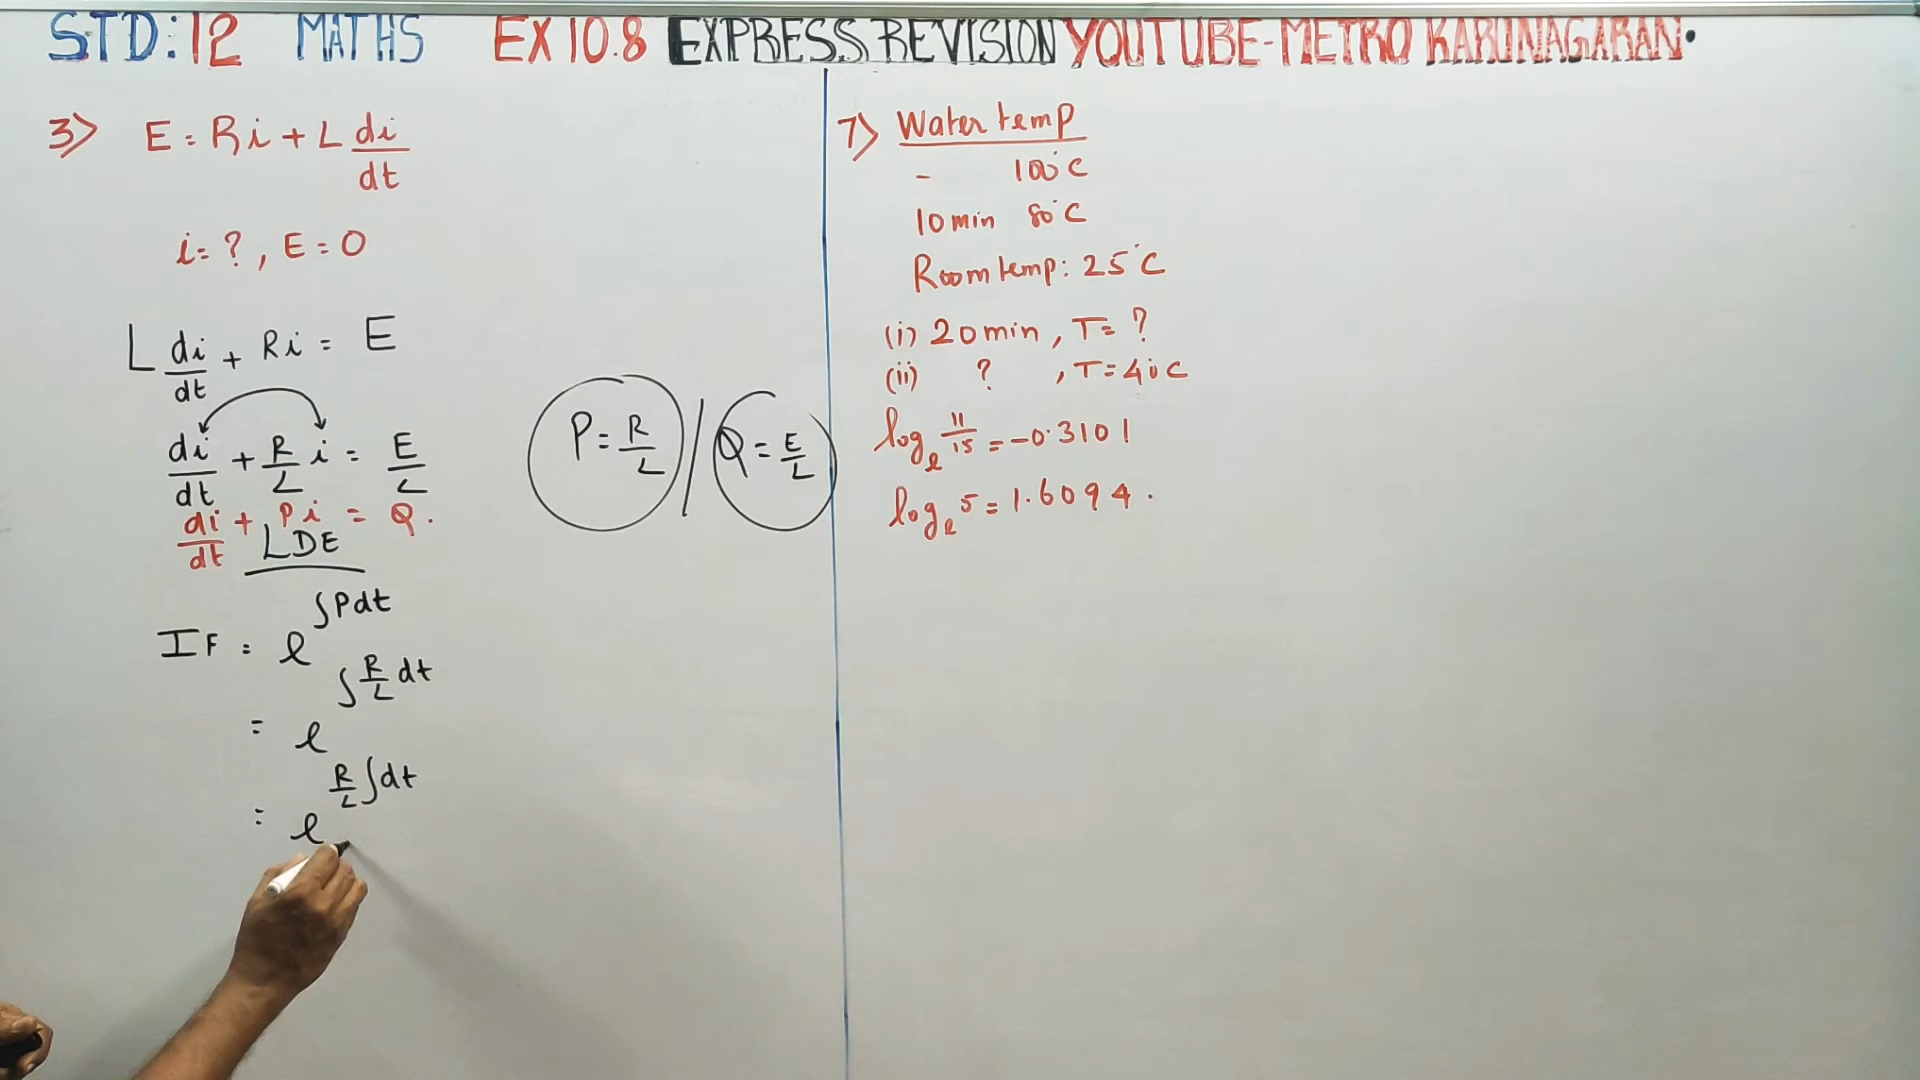 STD:12 MATHS EX 10.8 EXPRESS REVISION YOUTUBE-METRO KARUNAGARAN.
3) E = Ri + L di/dt
i = ?, E = 0
L di/dt + Ri = E
di/dt + R/L i = E/L
di/dt + Pi = Q.
LDE
P = R/L / Q = E/L
IF = e^∫Pdt
= e^∫R/L dt
= e^R/L ∫dt
7) Water temp
- 100°C
10 min 80°C
Room temp: 25°C
(i) 20 min, T = ?
(ii) ?, T = 40°C
log_e 11/15 = -0.3101
log_e 5 = 1.6094.